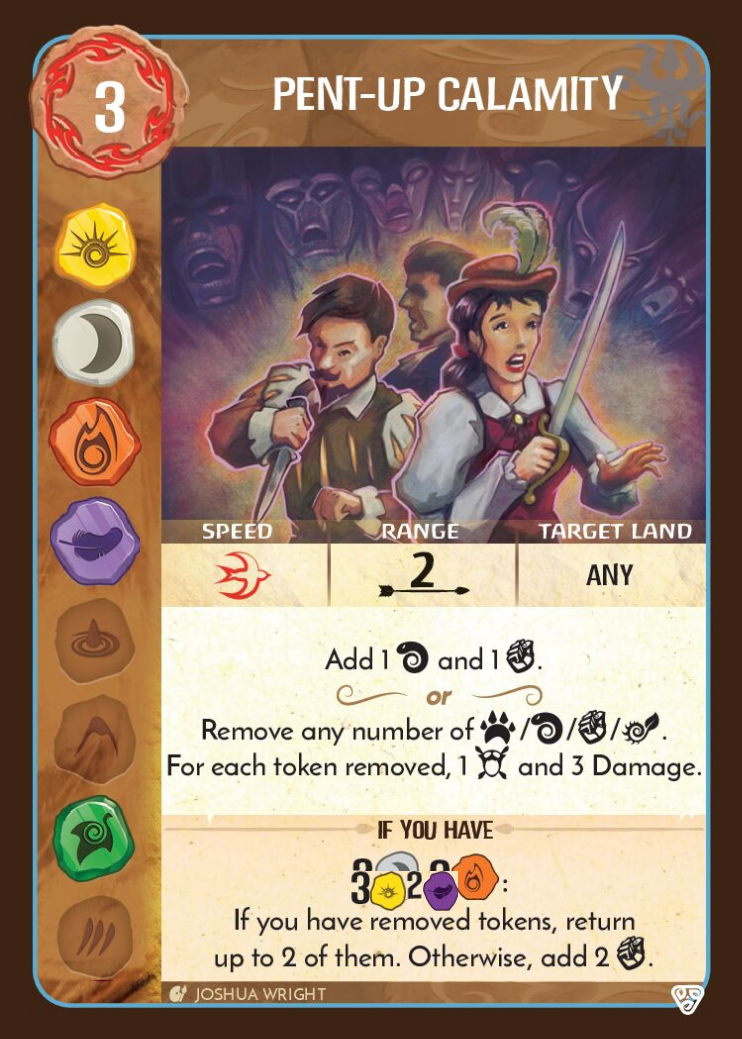 3
PENT-UP CALAMITY
SPEED RANGE TARGET LAND
2 ANY
Add 1 and 1 .
or
Remove any number of / / / .
For each token removed, 1 and 3 Damage.
IF YOU HAVE
3 2 :
If you have removed tokens, return
up to 2 of them. Otherwise, add 2 .
JOSHUA WRIGHT